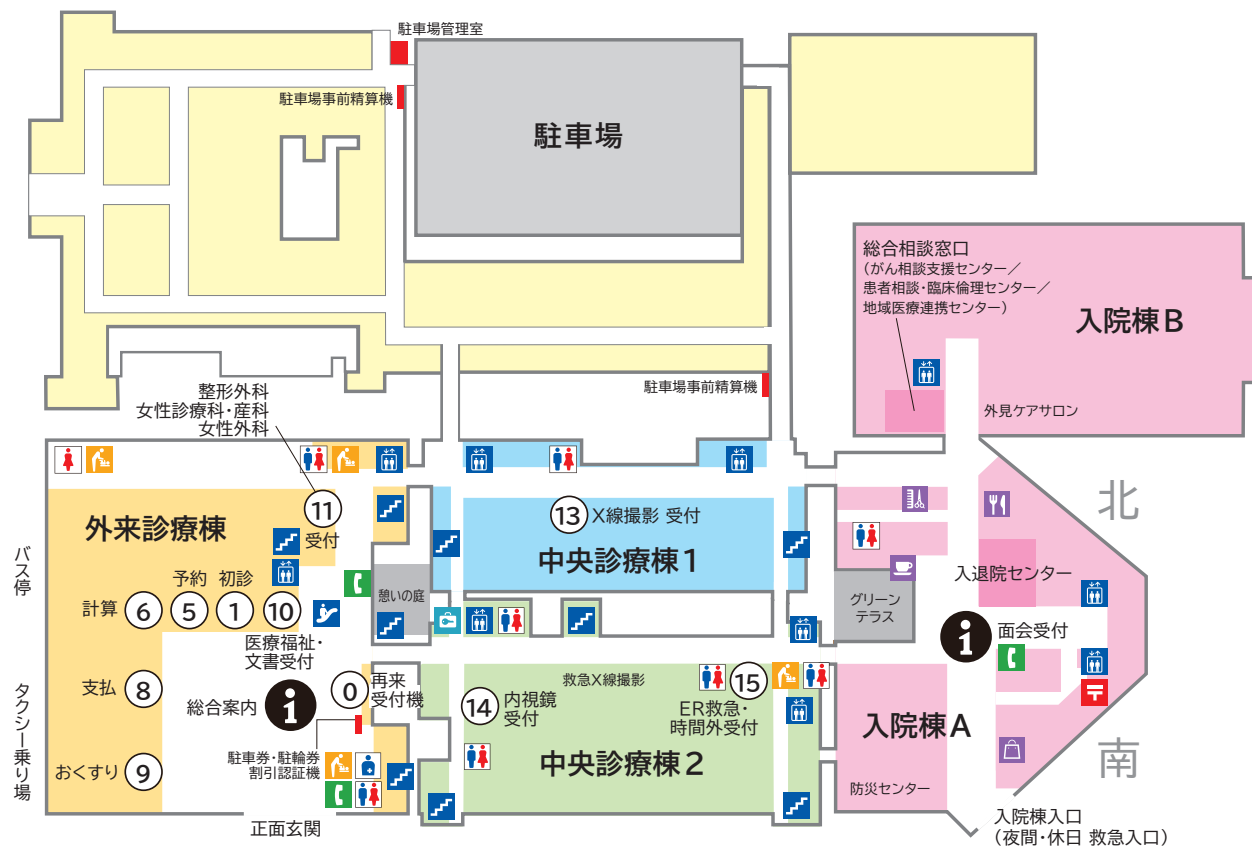 駐車場管理室
駐車場事前精算機
駐車場
総合相談窓口
(がん相談支援センター/
患者相談・臨床倫理センター/
地域医療連携センター)
入院棟B
外見ケアサロン
駐車場事前精算機
整形外科
女性診療科・産科
女性外科
11
受付
外来診療棟
バス停
予約
初診
計算
6
5
1
10
医療福祉・
文書受付
憩いの庭
13
X線撮影 受付
中央診療棟1
グリーン
テラス
北
入退院センター
i
面会受付
支払
8
総合案内
i
0
再来
受付機
タクシー乗り場
おくすり
9
駐車券・駐輪券
割引認証機
正面玄関
救急X線撮影
14
内視鏡
受付
15
ER救急・
時間外受付
中央診療棟2
入院棟A
防災センター
〒
南
入院棟入口
(夜間・休日 救急入口)